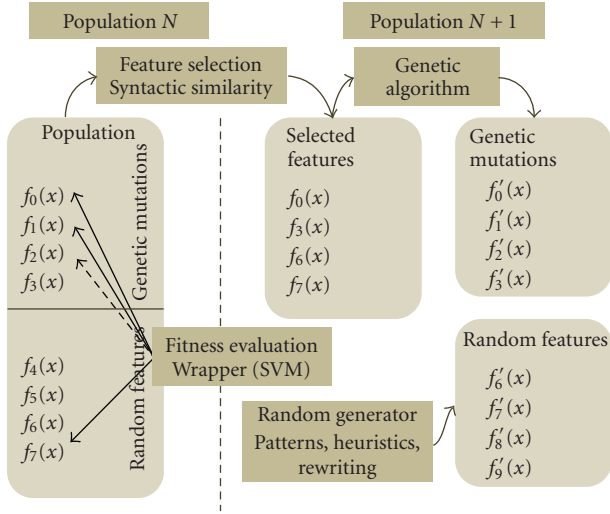 Population N
Population N + 1
Feature selection
Syntactic similarity
Genetic
algorithm
Population
Genetic mutations
f0(x)
f1(x)
f2(x)
f3(x)
Random features
f4(x)
f5(x)
f6(x)
f7(x)
Fitness evaluation
Wrapper (SVM)
Selected
features
f0(x)
f3(x)
f6(x)
f7(x)
Genetic
mutations
f′0(x)
f′1(x)
f′2(x)
f′3(x)
Random generator
Patterns, heuristics,
rewriting
Random features
f′6(x)
f′7(x)
f′8(x)
f′9(x)